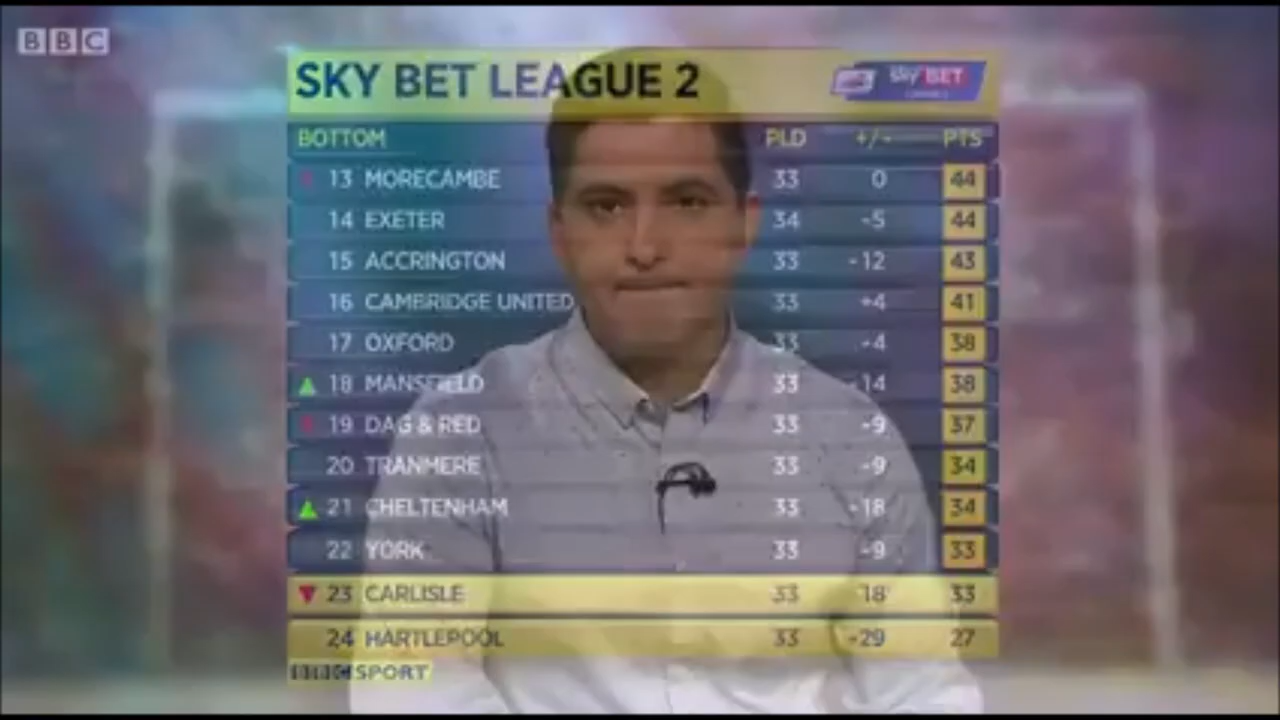 BBC
SKY BET LEAGUE 2 sky BET
BOTTOM PLD +/- PTS
13 MORECAMBE 33 0 44
14 EXETER 34 -5 44
15 ACCRINGTON 33 -12 43
16 CAMBRIDGE UNITED 33 +4 41
17 OXFORD 33 -4 38
18 MANSFIELD 33 -14 38
19 DAG & RED 33 -9 37
20 TRANMERE 33 -9 34
21 CHELTENHAM 33 -18 34
22 YORK 33 -9 33
23 CARLISLE 33 18 33
24 HARTLEPOOL 33 -29 27
BBC SPORT